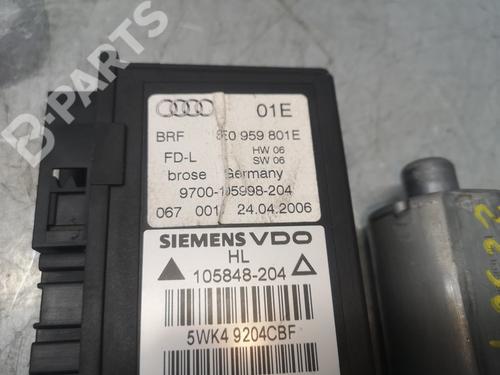 B-PARTS
01E
BRF 8E0 959 801E
FD-L HW 06
SW 06
brose Germany
9700-105998-204
067 001 24.04.2006
SIEMENS VDO
HL
105848-204
5WK4 9204CBF